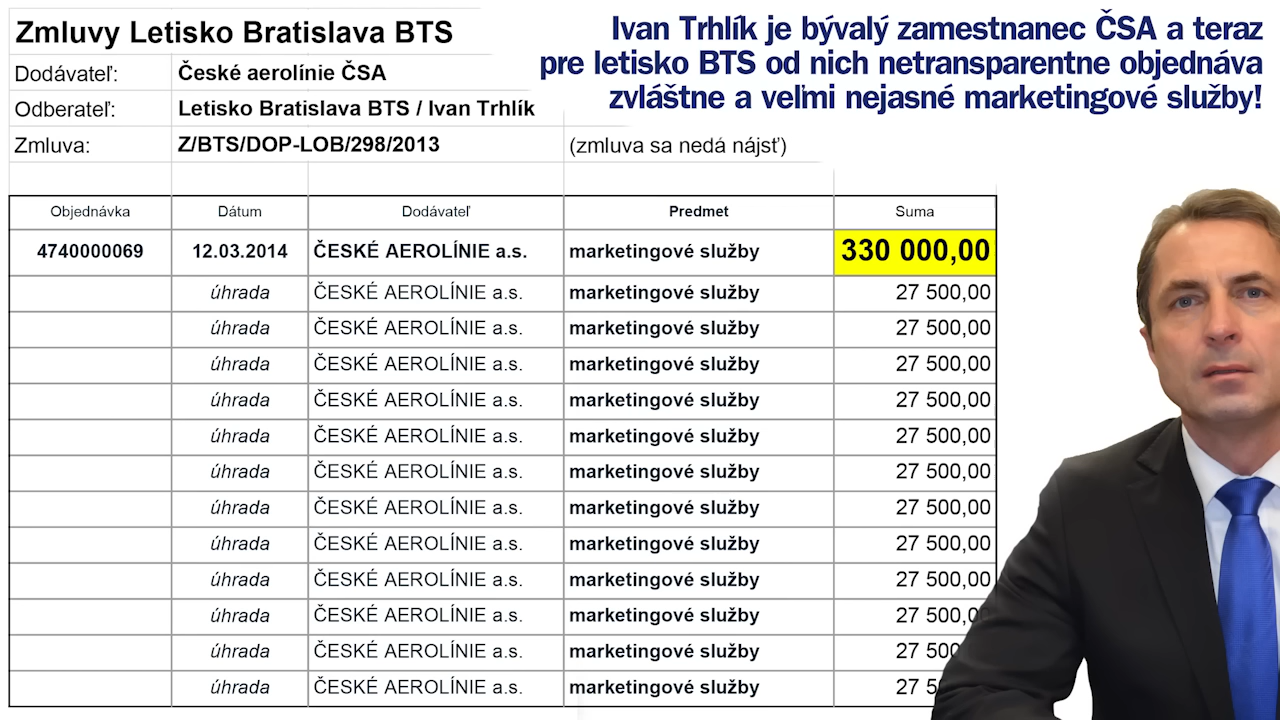 Zmluvy Letisko Bratislava BTS
Ivan Trhlík je bývalý zamestnanec ČSA a teraz
pre letisko BTS od nich netransparentne objednáva
zvláštne a veľmi nejasné marketingové služby!
Dodávateľ: České aerolínie ČSA
Odberateľ: Letisko Bratislava BTS / Ivan Trhlík
Zmluva: Z/BTS/DOP-LOB/298/2013 (zmluva sa nedá nájsť)
Objednávka Dátum Dodávateľ Predmet Suma
4740000069 12.03.2014 ČESKÉ AEROLÍNIE a.s. marketingové služby 330 000,00
úhrada ČESKÉ AEROLÍNIE a.s. marketingové služby 27 500,00
úhrada ČESKÉ AEROLÍNIE a.s. marketingové služby 27 500,00
úhrada ČESKÉ AEROLÍNIE a.s. marketingové služby 27 500,00
úhrada ČESKÉ AEROLÍNIE a.s. marketingové služby 27 500,00
úhrada ČESKÉ AEROLÍNIE a.s. marketingové služby 27 500,00
úhrada ČESKÉ AEROLÍNIE a.s. marketingové služby 27 500,00
úhrada ČESKÉ AEROLÍNIE a.s. marketingové služby 27 500,00
úhrada ČESKÉ AEROLÍNIE a.s. marketingové služby 27 500,00
úhrada ČESKÉ AEROLÍNIE a.s. marketingové služby 27 500,00
úhrada ČESKÉ AEROLÍNIE a.s. marketingové služby 27 500,00
úhrada ČESKÉ AEROLÍNIE a.s. marketingové služby 27 500
úhrada ČESKÉ AEROLÍNIE a.s. marketingové služby 27 5